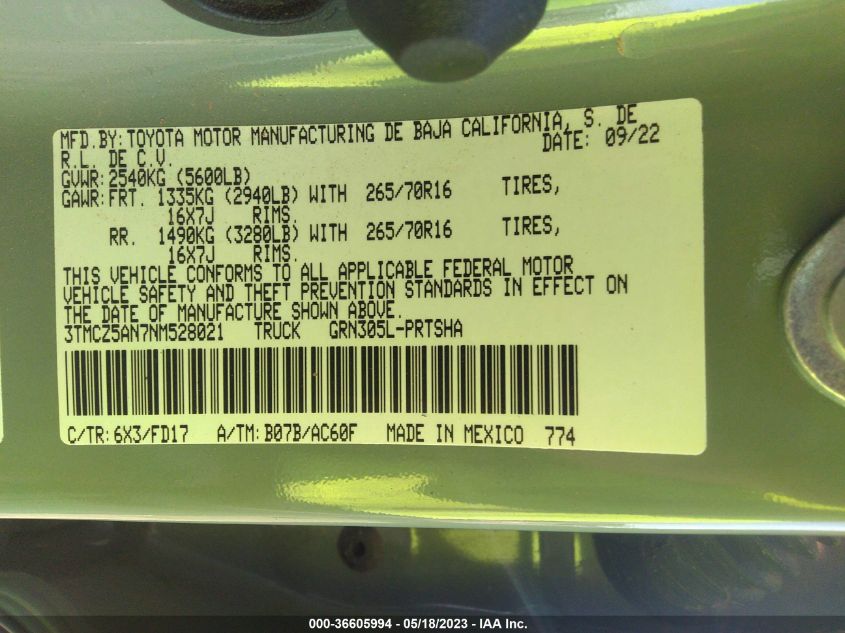 MFD.BY: TOYOTA MOTOR MANUFACTURING DE BAJA CALIFORNIA, S. DE
R.L. DE C.V. DATE: 09/22
GVWR: 2540KG (5600LB)
GAWR: FRT. 1335KG (2940LB) WITH 265/70R16 TIRES,
16X7J RIMS.
RR. 1490KG (3280LB) WITH 265/70R16 TIRES,
16X7J RIMS.
THIS VEHICLE CONFORMS TO ALL APPLICABLE FEDERAL MOTOR
VEHICLE SAFETY AND THEFT PREVENTION STANDARDS IN EFFECT ON
THE DATE OF MANUFACTURE SHOWN ABOVE.
3TMCZ5AN7NM528021 TRUCK GRN305L-PRTSHA
C/TR: 6X3/FD17 A/TM: B07B/AC60F MADE IN MEXICO 774
000-36605994 - 05/18/2023 - IAA Inc.